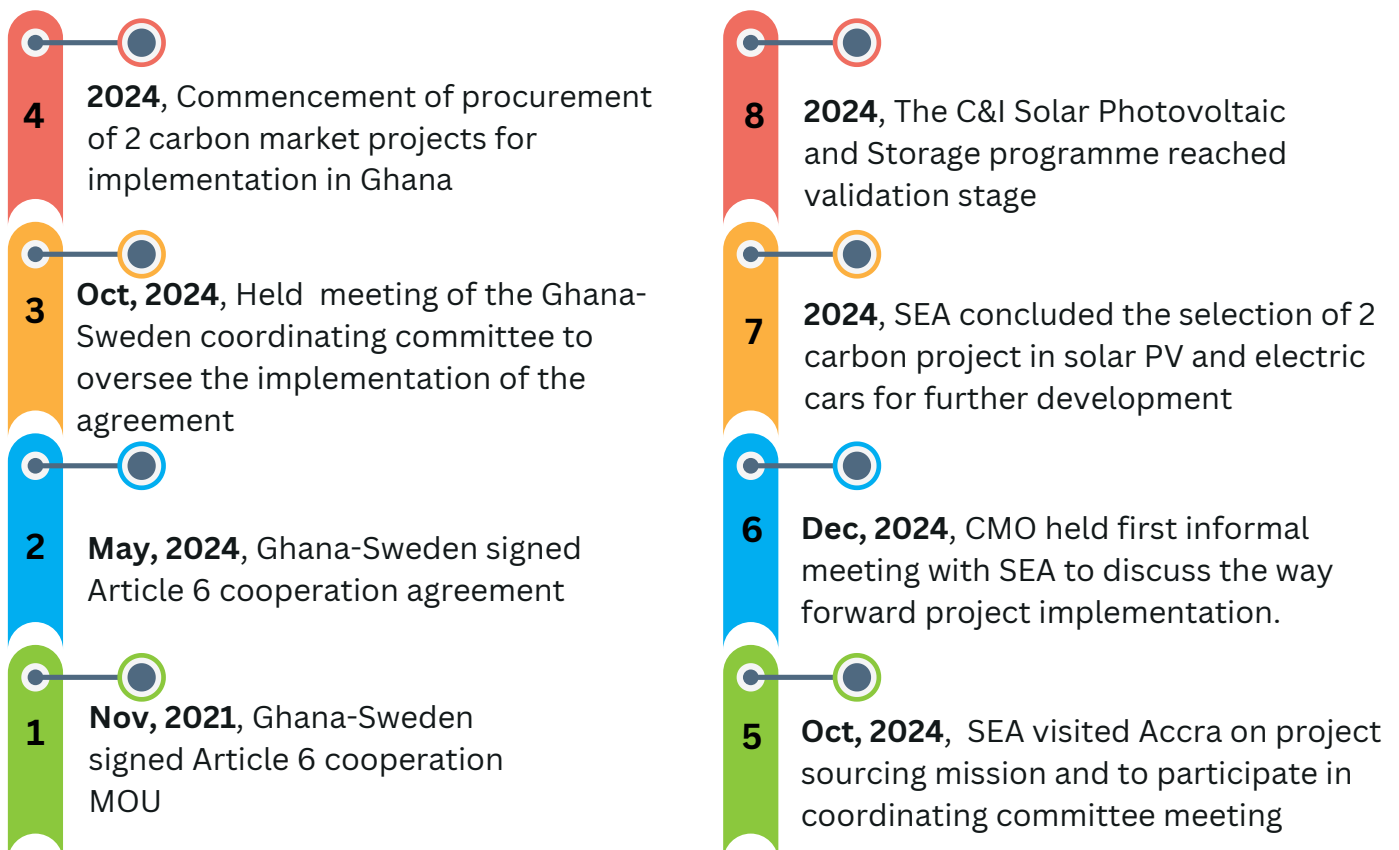 4
2024, Commencement of procurement
of 2 carbon market projects for
implementation in Ghana
3
Oct, 2024, Held  meeting of the Ghana-
Sweden coordinating committee to
oversee the implementation of the
agreement
2
May, 2024, Ghana-Sweden signed
Article 6 cooperation agreement
1
Nov, 2021, Ghana-Sweden
signed Article 6 cooperation
MOU
8
2024, The C&I Solar Photovoltaic
and Storage programme reached
validation stage
7
2024, SEA concluded the selection of 2
carbon project in solar PV and electric
cars for further development
6
Dec, 2024, CMO held first informal
meeting with SEA to discuss the way
forward project implementation.
5
Oct, 2024,  SEA visited Accra on project
sourcing mission and to participate in
coordinating committee meeting